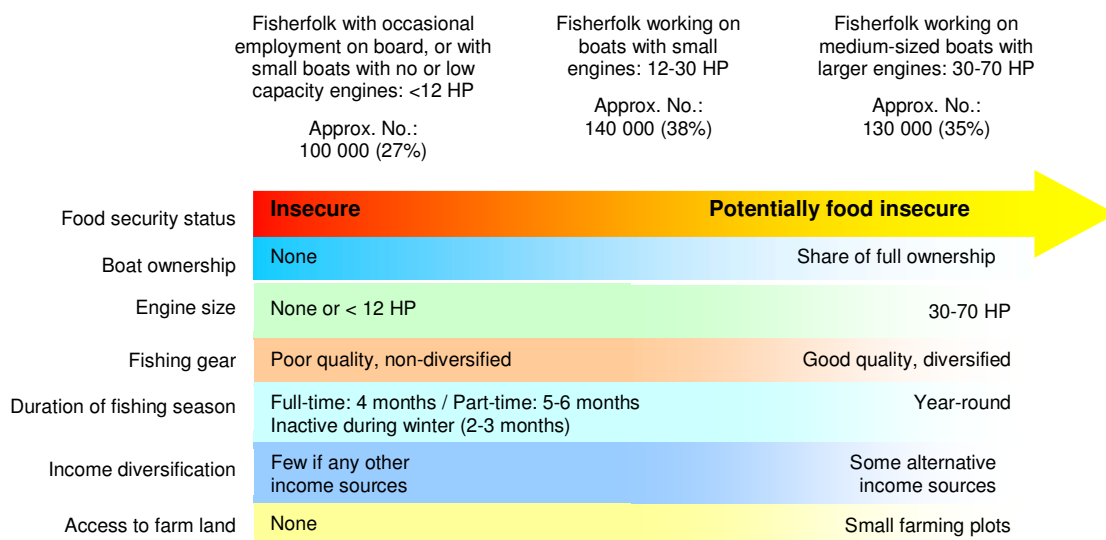 Fisherfolk with occasional
employment on board, or with
small boats with no or low
capacity engines: <12 HP
Approx. No.:
100 000 (27%)
Fisherfolk working on
boats with small
engines: 12-30 HP
Approx. No.:
140 000 (38%)
Fisherfolk working on
medium-sized boats with
larger engines: 30-70 HP
Approx. No.:
130 000 (35%)
Food security status
Insecure
Potentially food insecure
Boat ownership
None
Share of full ownership
Engine size
None or < 12 HP
30-70 HP
Fishing gear
Poor quality, non-diversified
Good quality, diversified
Duration of fishing season
Full-time: 4 months / Part-time: 5-6 months
Inactive during winter (2-3 months)
Year-round
Income diversification
Few if any other
income sources
Some alternative
income sources
Access to farm land
None
Small farming plots